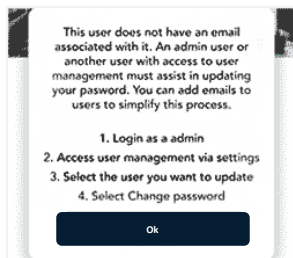 This user does not have an email
associated with it. An admin user or
another user with access to user
management must assist in updating
your password. You can add emails to
users to simplify this process.
1. Login as a admin
2. Access user management via settings
3. Select the user you want to update
4. Select Change password
Ok